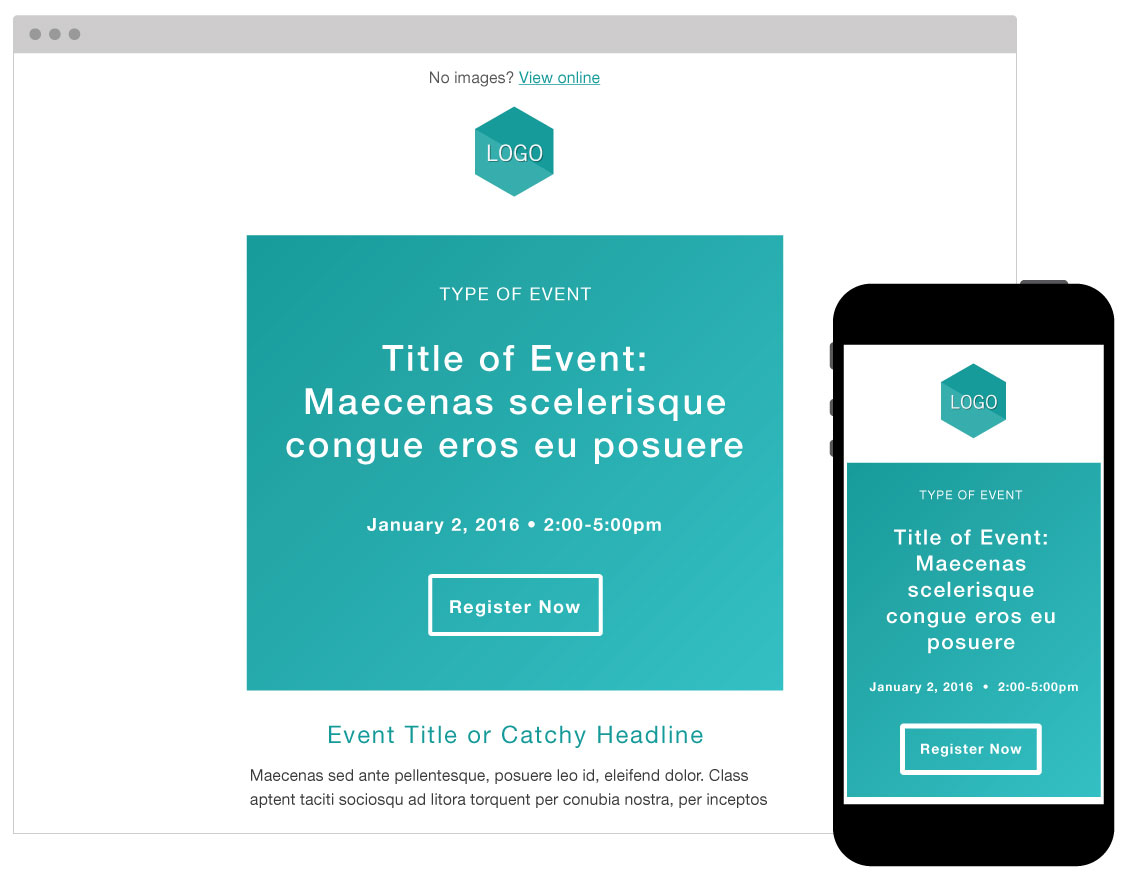 No images? View online
LOGO
TYPE OF EVENT
Title of Event:
Maecenas scelerisque
congue eros eu posuere
January 2, 2016 • 2:00-5:00pm
Register Now
Event Title or Catchy Headline
Maecenas sed ante pellentesque, posuere leo id, eleifend dolor. Class
aptent taciti sociosqu ad litora torquent per conubia nostra, per inceptos
LOGO
TYPE OF EVENT
Title of Event:
Maecenas
scelerisque
congue eros eu
posuere
January 2, 2016 • 2:00-5:00pm
Register Now